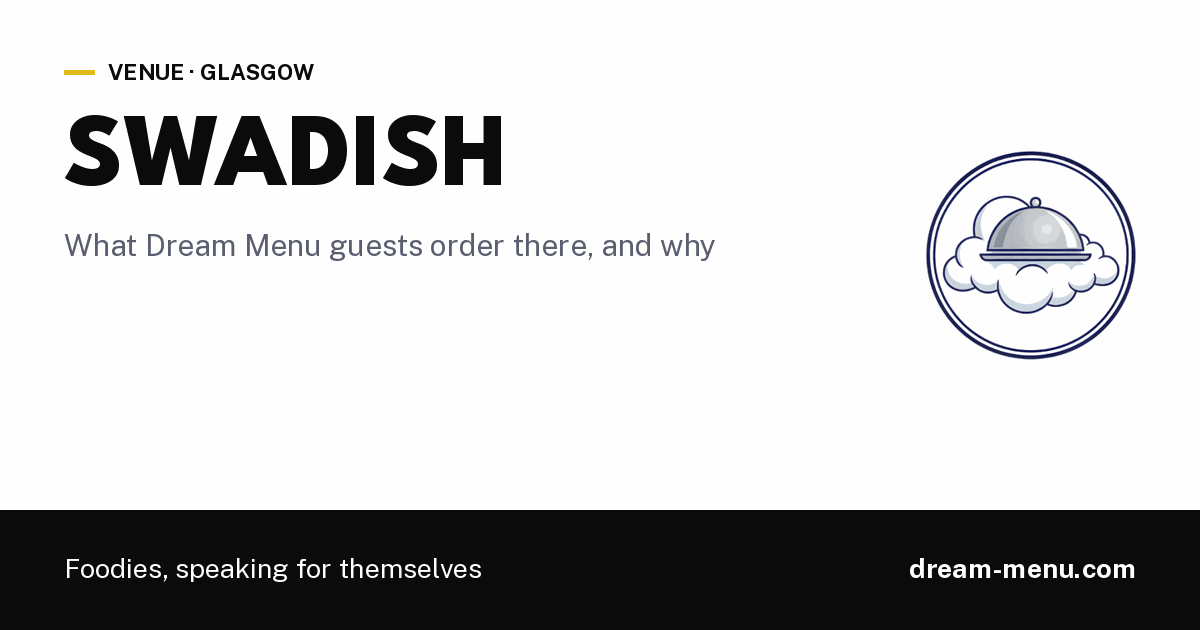 VENUE · GLASGOW
SWADISH
What Dream Menu guests order there, and why
Foodies, speaking for themselves
dream-menu.com